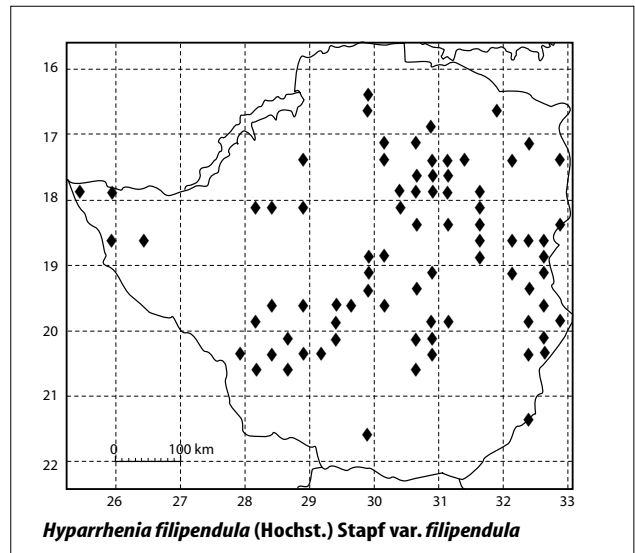 16
17
18
19
20
21
22
0 100 km
26 27 28 29 30 31 32 33
Hyparrhenia filipendula (Hochst.) Stapf var. filipendula